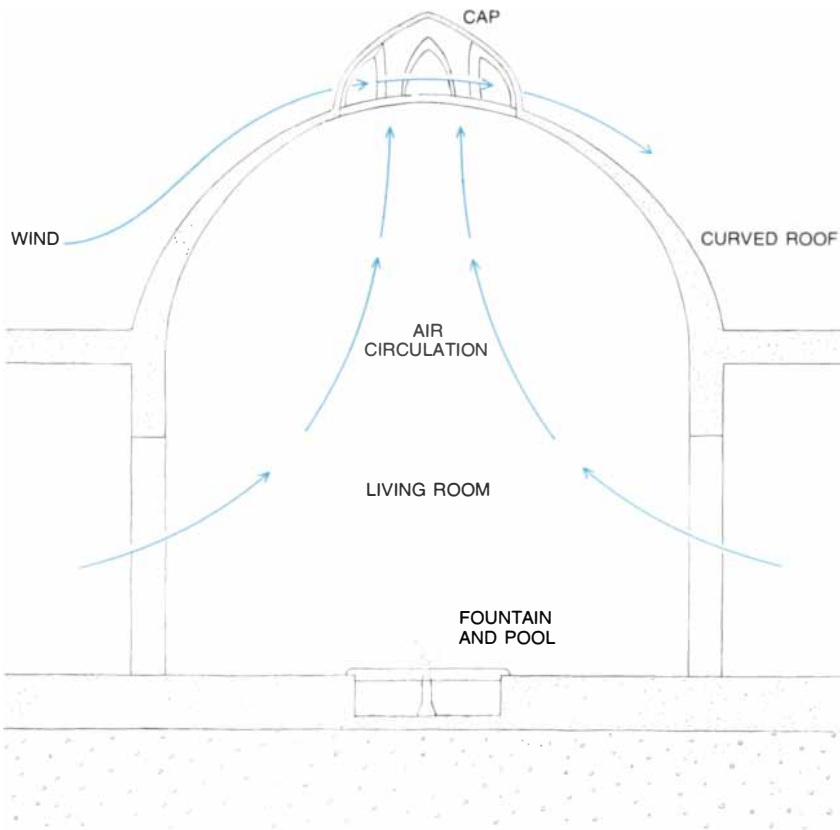 CAP
WIND
CURVED ROOF
AIR
CIRCULATION
LIVING ROOM
FOUNTAIN
AND POOL